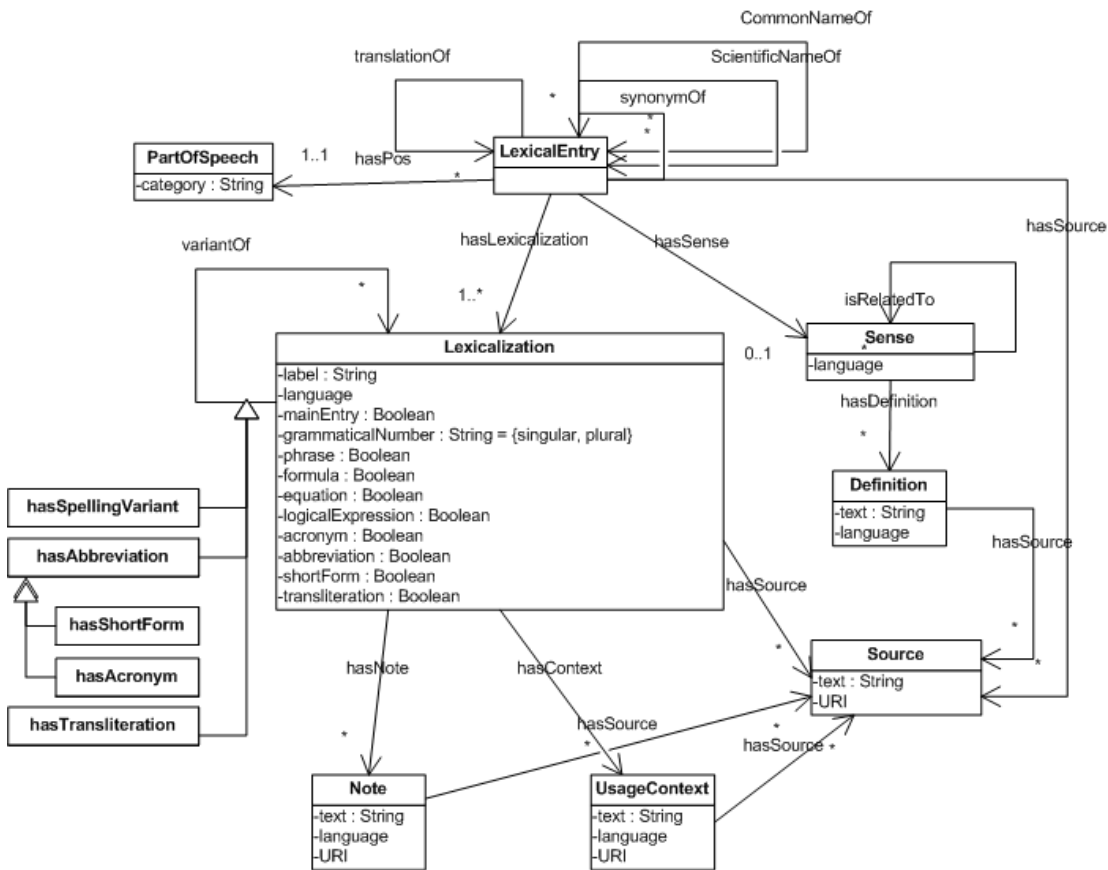 CommonNameOf
translationOf
ScientificNameOf
*
synonymOf
*
*
LexicalEntry
PartOfSpeech
1..1
hasPos
-category : String
*
hasLexicalization
hasSense
hasSource
variantOf
*
1..*
isRelatedTo
Lexicalization
0..1
Sense
*
-language
-label : String
-language
-mainEntry : Boolean
-grammaticalNumber : String = {singular, plural}
-phrase : Boolean
-formula : Boolean
-equation : Boolean
-logicalExpression : Boolean
-acronym : Boolean
-abbreviation : Boolean
-shortForm : Boolean
-transliteration : Boolean
hasDefinition
*
Definition
-text : String
-language
hasSource
hasSpellingVariant
hasAbbreviation
hasShortForm
hasAcronym
hasTransliteration
hasSource
*
*
*
Source
-text : String
-URI
hasNote
hasContext
*
hasSource
*
*
hasSource
*
Note
-text : String
-language
-URI
UsageContext
-text : String
-language
-URI